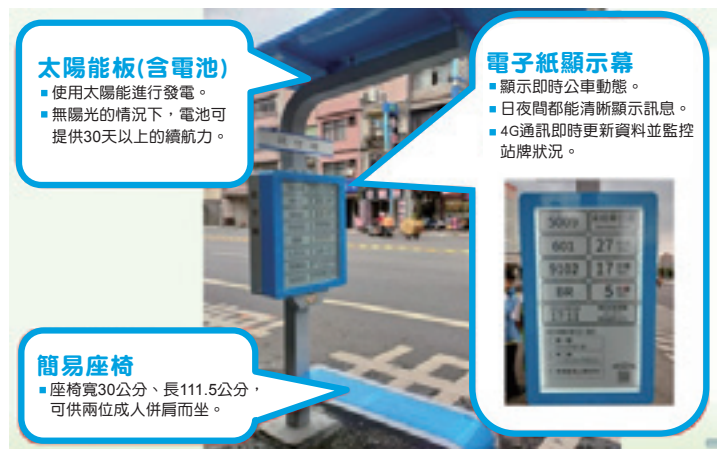 太陽能板(含電池)
▪使用太陽能進行發電。
▪無陽光的情況下,電池可
提供30天以上的續航力。
電子紙顯示幕
▪顯示即時公車動態。
▪日夜間都能清晰顯示訊息。
▪4G通訊即時更新資料並監控
站牌狀況。
5009
601 27
9102 17
BR 5
簡易座椅
▪座椅寬30公分、長111.5公分,
可供兩位成人併肩而坐。